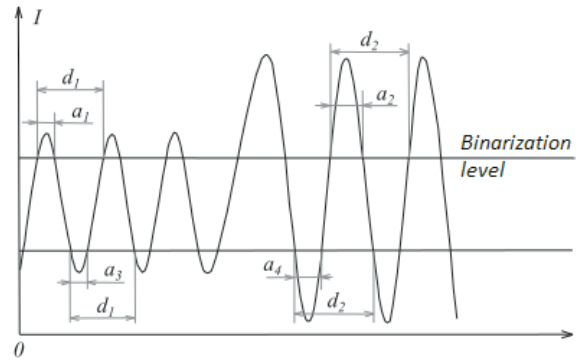 I
d₂
d₁
a₁
a₂
Binarization
level
a₃
a₄
d₁
d₂
0